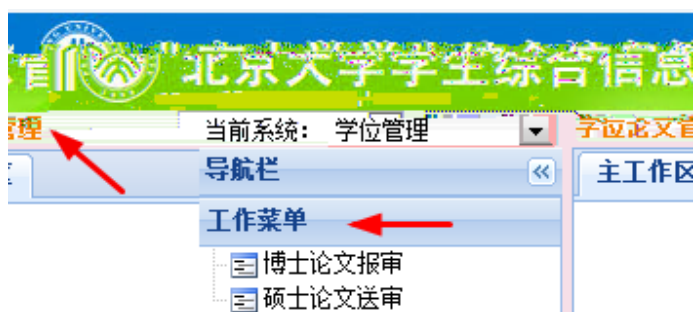 北京大学学生综合信息
理
当前系统： 学位管理
学位论文管
导航栏
主工作区
工作菜单
博士论文报审
硕士论文送审